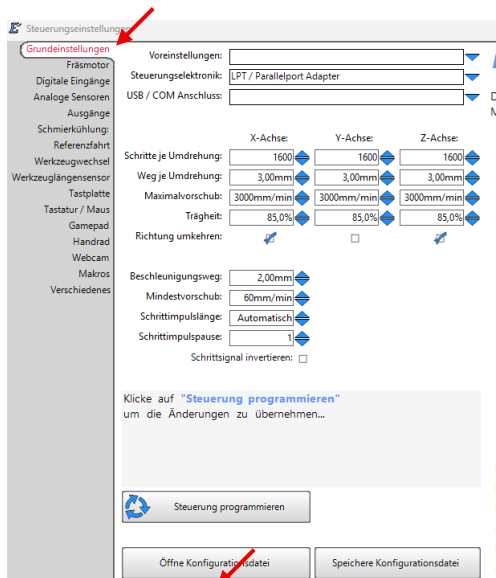 Steuerungseinstellungen
Grundeinstellungen
Fräsmotor
Digitale Eingänge
Analoge Sensoren
Ausgänge
Schmierkühlung:
Referenzfahrt
Werkzeugwechsel
Werkzeuglängensensor
Tastplatte
Tastatur / Maus
Gamepad
Handrad
Webcam
Makros
Verschiedenes
Voreinstellungen:
Steuerungselektronik: LPT / Parallelport Adapter
USB / COM Anschluss:
X-Achse: Y-Achse: Z-Achse:
Schritte je Umdrehung: 1600 1600 1600
Weg je Umdrehung: 3,00mm 3,00mm 3,00mm
Maximalvorschub: 3000mm/min 3000mm/min 3000mm/min
Trägheit: 85,0% 85,0% 85,0%
Richtung umkehren:
Beschleunigungsweg: 2,00mm
Mindestvorschub: 60mm/min
Schrittimpulslänge: Automatisch
Schrittimpulspause: 1
Schrittsignal invertieren:
Klicke auf "Steuerung programmieren"
um die Änderungen zu übernehmen...
Steuerung programmieren
Öffne Konfigurationsdatei Speichere Konfigurationsdatei